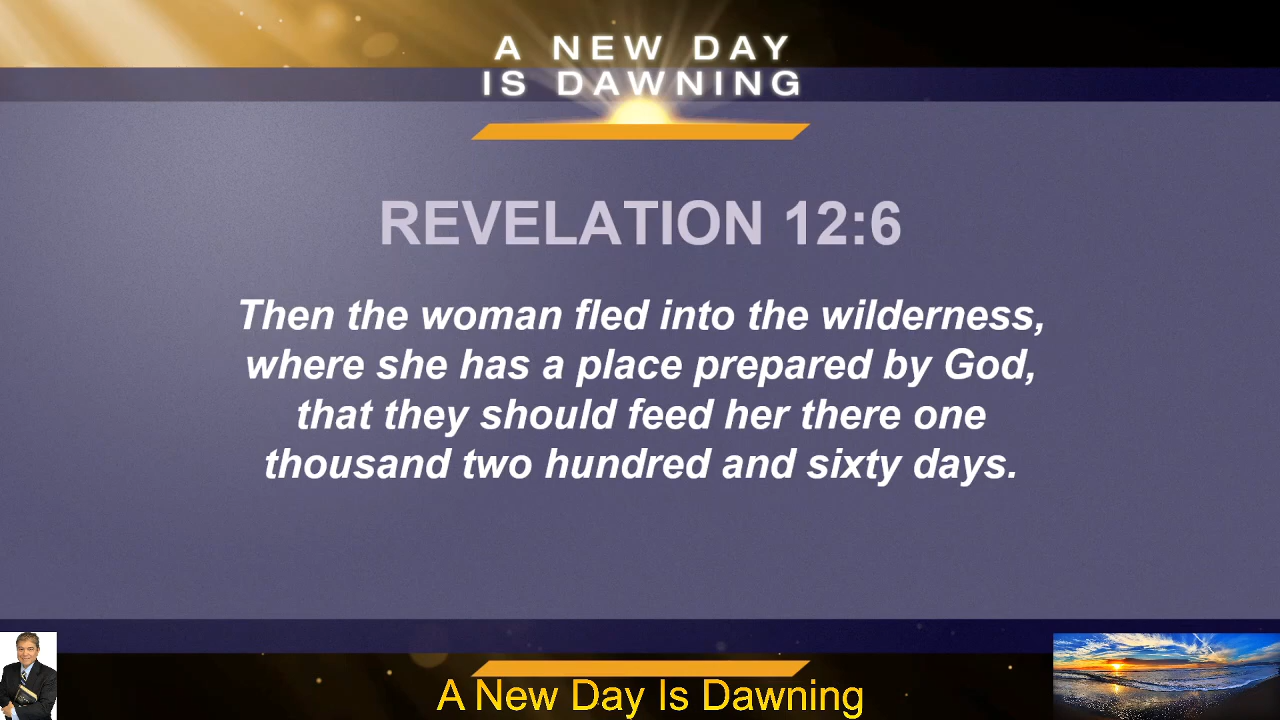 A NEW DAY
IS DAWNING
REVELATION 12:6
Then the woman fled into the wilderness,
where she has a place prepared by God,
that they should feed her there one
thousand two hundred and sixty days.
A New Day Is Dawning